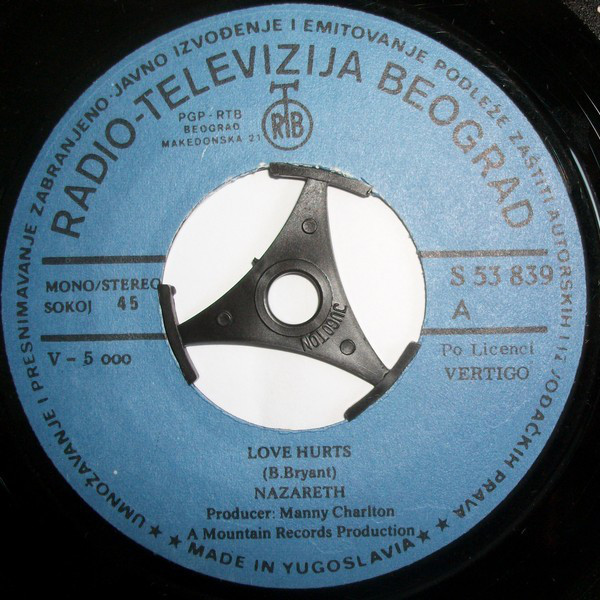 UMNOŽAVANJE I PRESNIMAVANJE ZABRANJENO·JAVNO IZVOĐENJE I EMITOVANJE PODLEŽE ZAŠTITI AUTORSKIH I IZVOĐAČKIH PRAVA
RADIO-TELEVIZIJA BEOGRAD
PGP-RTB
BEOGRAD
MAKEDONSKA 21
RTB
MONO/STEREO
SOKOJ 45
S 53 839
A
V - 5 000
Po Licenci
VERTIGO
JUGOTON
LOVE HURTS
(B.Bryant)
NAZARETH
Producer: Manny Charlton
A Mountain Records Production
★ ★ MADE IN YUGOSLAVIA ★ ★